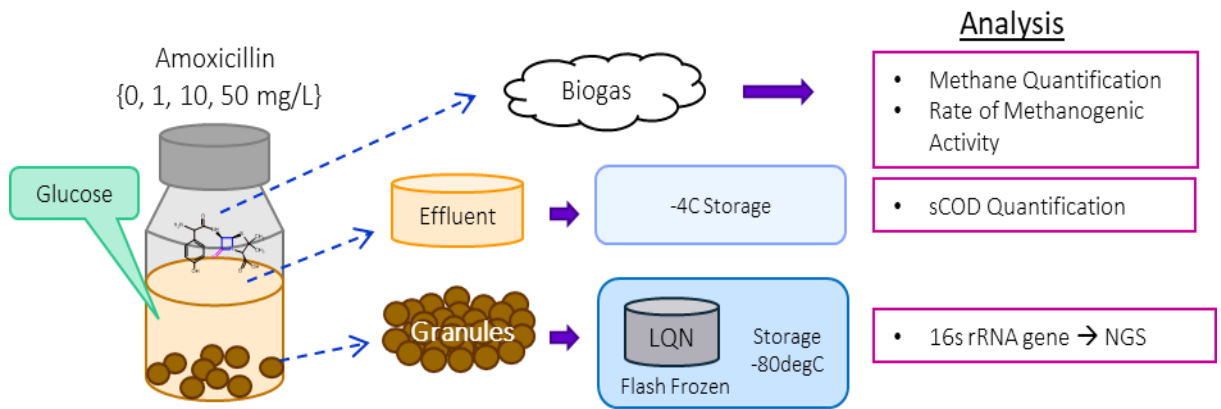 Analysis
Amoxicillin
{0, 1, 10, 50 mg/L}
Glucose
Biogas
• Methane Quantification
• Rate of Methanogenic
Activity
Effluent
-4C Storage
• sCOD Quantification
Granules
LQN
Flash Frozen
Storage
-80degC
• 16s rRNA gene → NGS